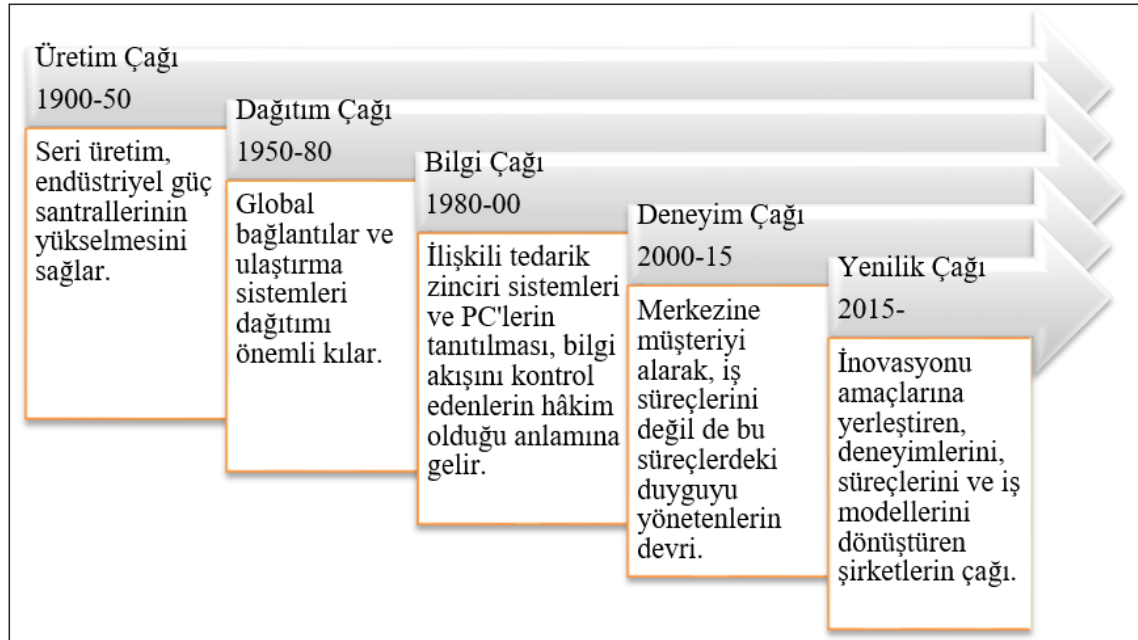 Üretim Çağı
1900-50
Seri üretim,
endüstriyel güç
santrallerinin
yükselmesini
sağlar.
Dağıtım Çağı
1950-80
Global
bağlantılar ve
ulaştırma
sistemleri
dağıtımı
önemli kılar.
Bilgi Çağı
1980-00
İlişkili tedarik
zinciri sistemleri
ve PC'lerin
tanıtılması, bilgi
akışını kontrol
edenlerin hâkim
olduğu anlamına
gelir.
Deneyim Çağı
2000-15
Merkezine
müşteriyi
alarak, iş
süreçlerini
değil de bu
süreçlerdeki
duyguyu
yönetenlerin
devri.
Yenilik Çağı
2015-
İnovasyonu
amaçlarına
yerleştiren,
deneyimlerini,
süreçlerini ve iş
modellerini
dönüştüren
şirketlerin çağı.